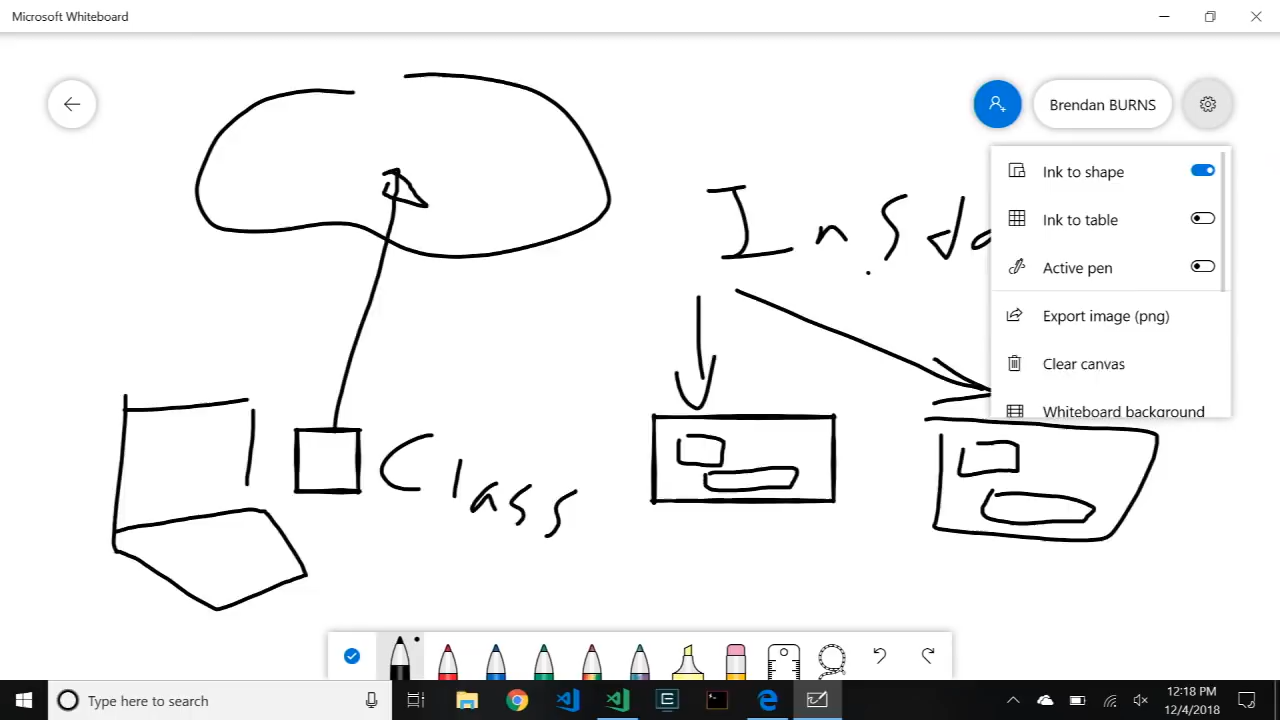 Microsoft Whiteboard
Brendan BURNS
Ink to shape
Ink to table
Active pen
Export image (png)
Clear canvas
Whiteboard background
Class
Type here to search
12:18 PM
12/4/2018